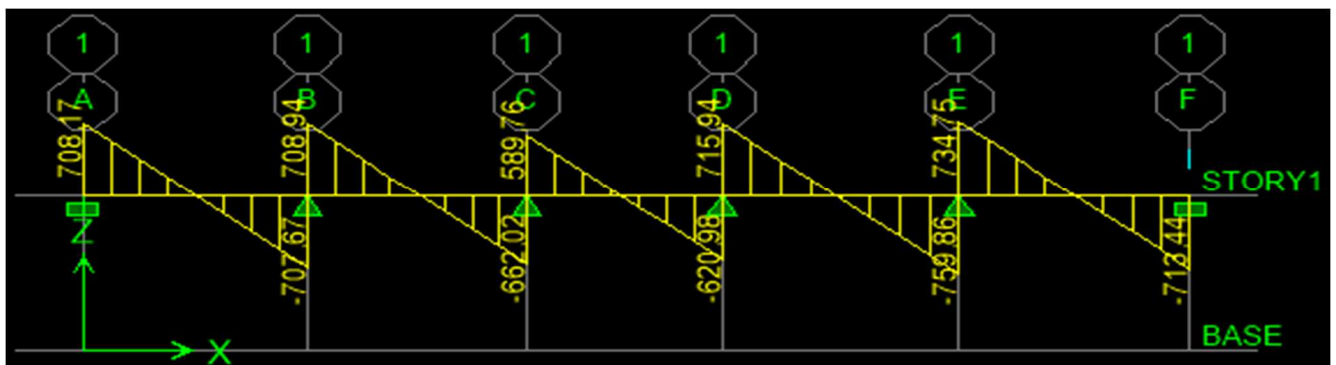 1 1 1 1 1 1
A B C D E F
708.17 708.94 589.76 715.94 734.75
STORY1
-707.67 -662.02 -620.98 -759.86 -713.44
Z
X
BASE